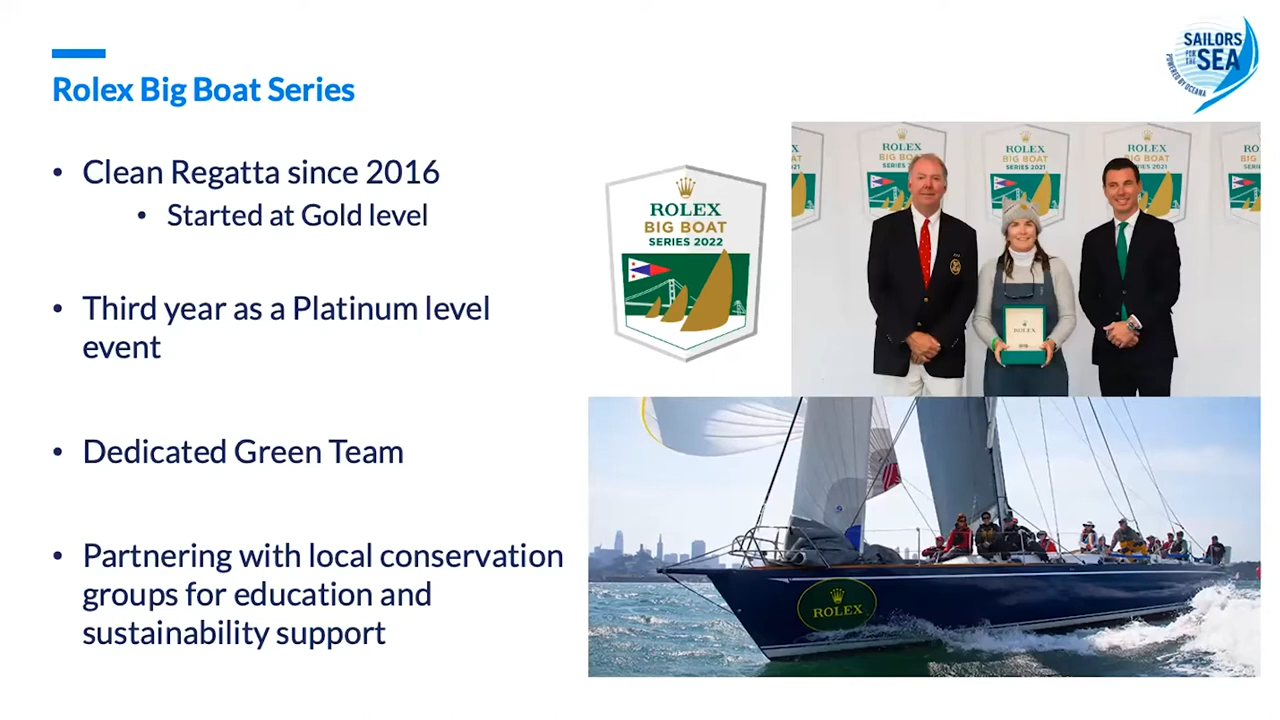 SAILORS
FOR THE
SEA
POWERED BY OCEANA
Rolex Big Boat Series
• Clean Regatta since 2016
• Started at Gold level
• Third year as a Platinum level
event
• Dedicated Green Team
• Partnering with local conservation
groups for education and
sustainability support
ROLEX
BIG BOAT
SERIES 2022
ROLEX
BIG BOAT
SERIES 2021
ROLEX
BIG BOAT
SERIES 2021
ROLEX
BIG BOAT
SERIES 2021
ROLEX
ROLEX